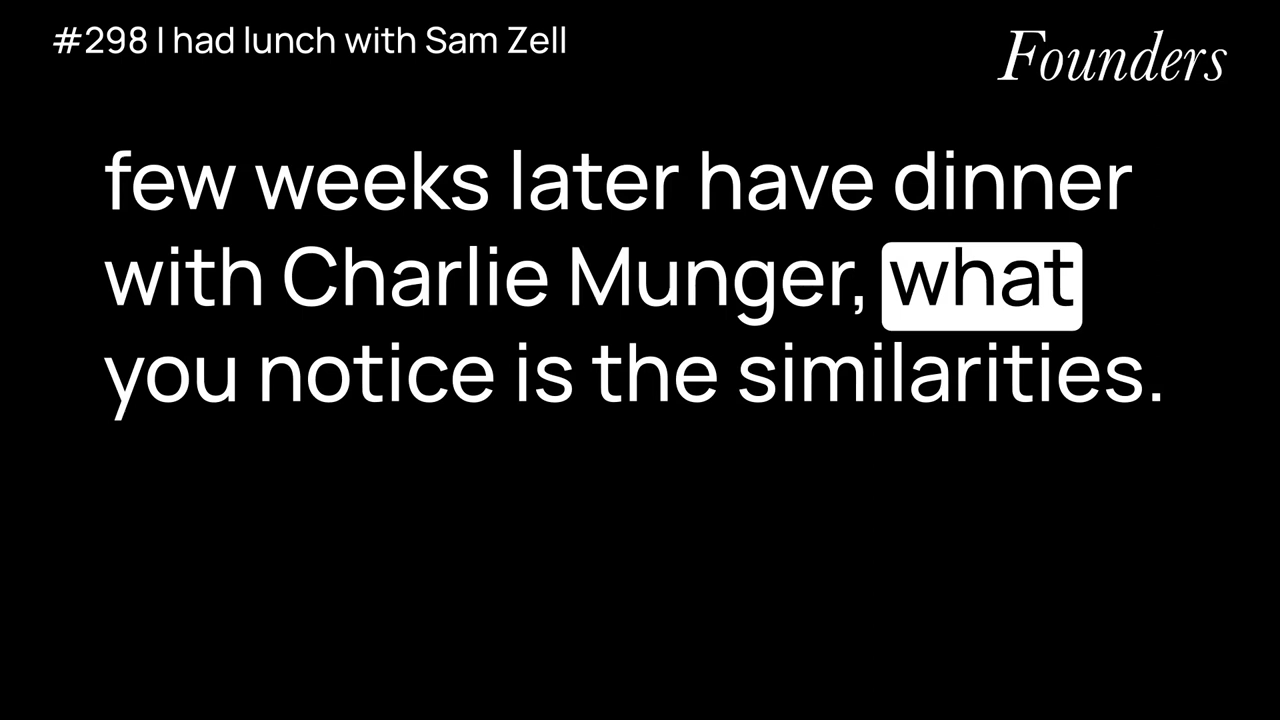 #298 I had lunch with Sam Zell
Founders
few weeks later have dinner
with Charlie Munger, what
you notice is the similarities.